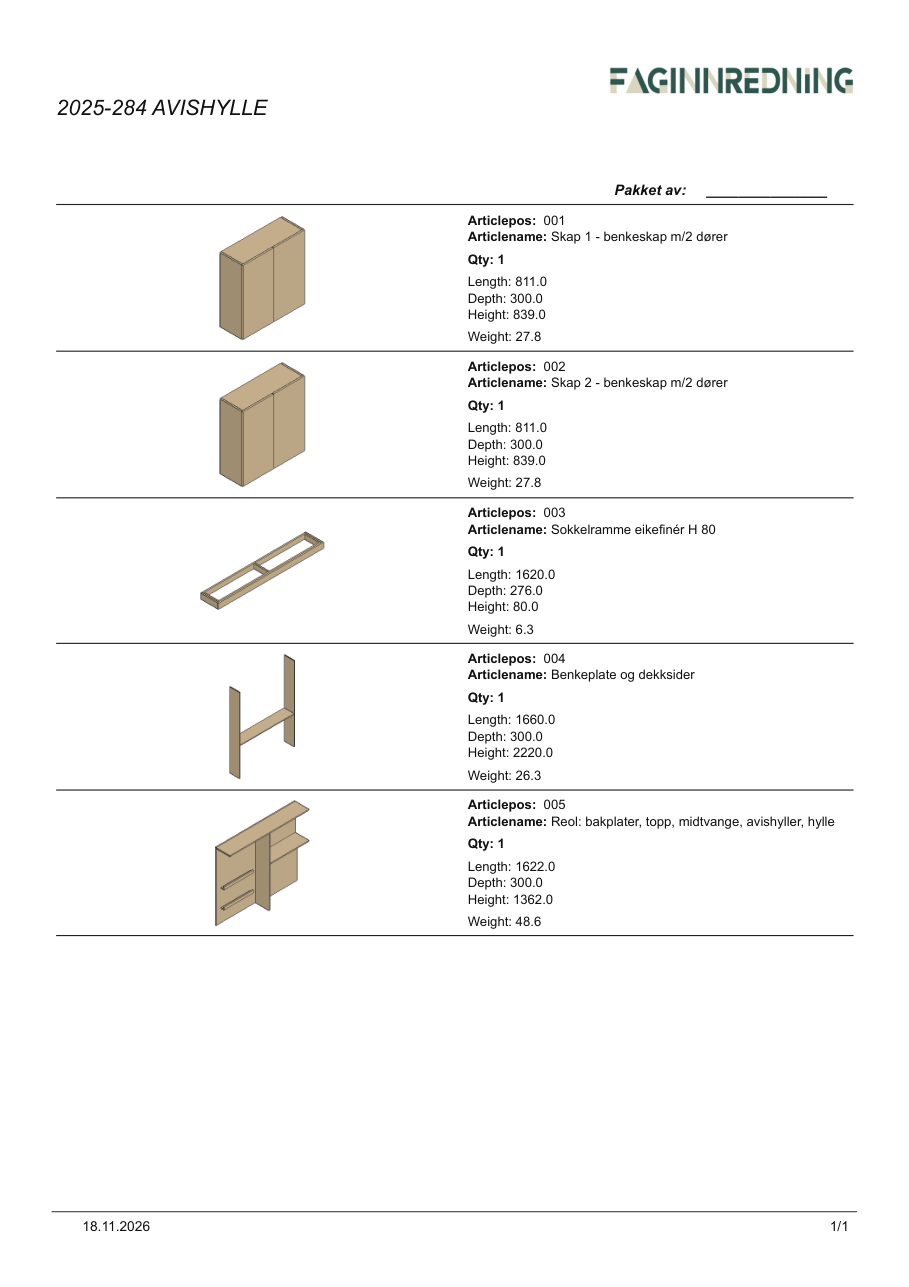 FAGINNREDNING
2025-284 AVISHYLLE
Pakket av: _______________
Articlepos: 001
Articlename: Skap 1 - benkeskap m/2 dører
Qty: 1
Length: 811.0
Depth: 300.0
Height: 839.0
Weight: 27.8
Articlepos: 002
Articlename: Skap 2 - benkeskap m/2 dører
Qty: 1
Length: 811.0
Depth: 300.0
Height: 839.0
Weight: 27.8
Articlepos: 003
Articlename: Sokkelramme eikefinér H 80
Qty: 1
Length: 1620.0
Depth: 276.0
Height: 80.0
Weight: 6.3
Articlepos: 004
Articlename: Benkeplate og dekksider
Qty: 1
Length: 1660.0
Depth: 300.0
Height: 2220.0
Weight: 26.3
Articlepos: 005
Articlename: Reol: bakplater, topp, midtvange, avishyller, hylle
Qty: 1
Length: 1622.0
Depth: 300.0
Height: 1362.0
Weight: 48.6
18.11.2026
1/1